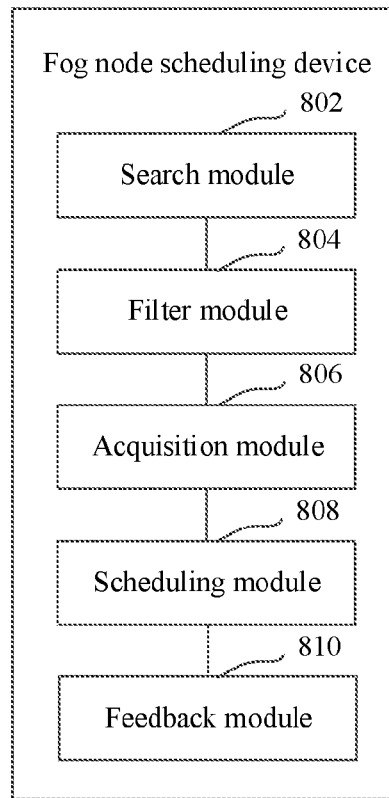 Fog node scheduling device
802
Search module
804
Filter module
806
Acquisition module
808
Scheduling module
810
Feedback module